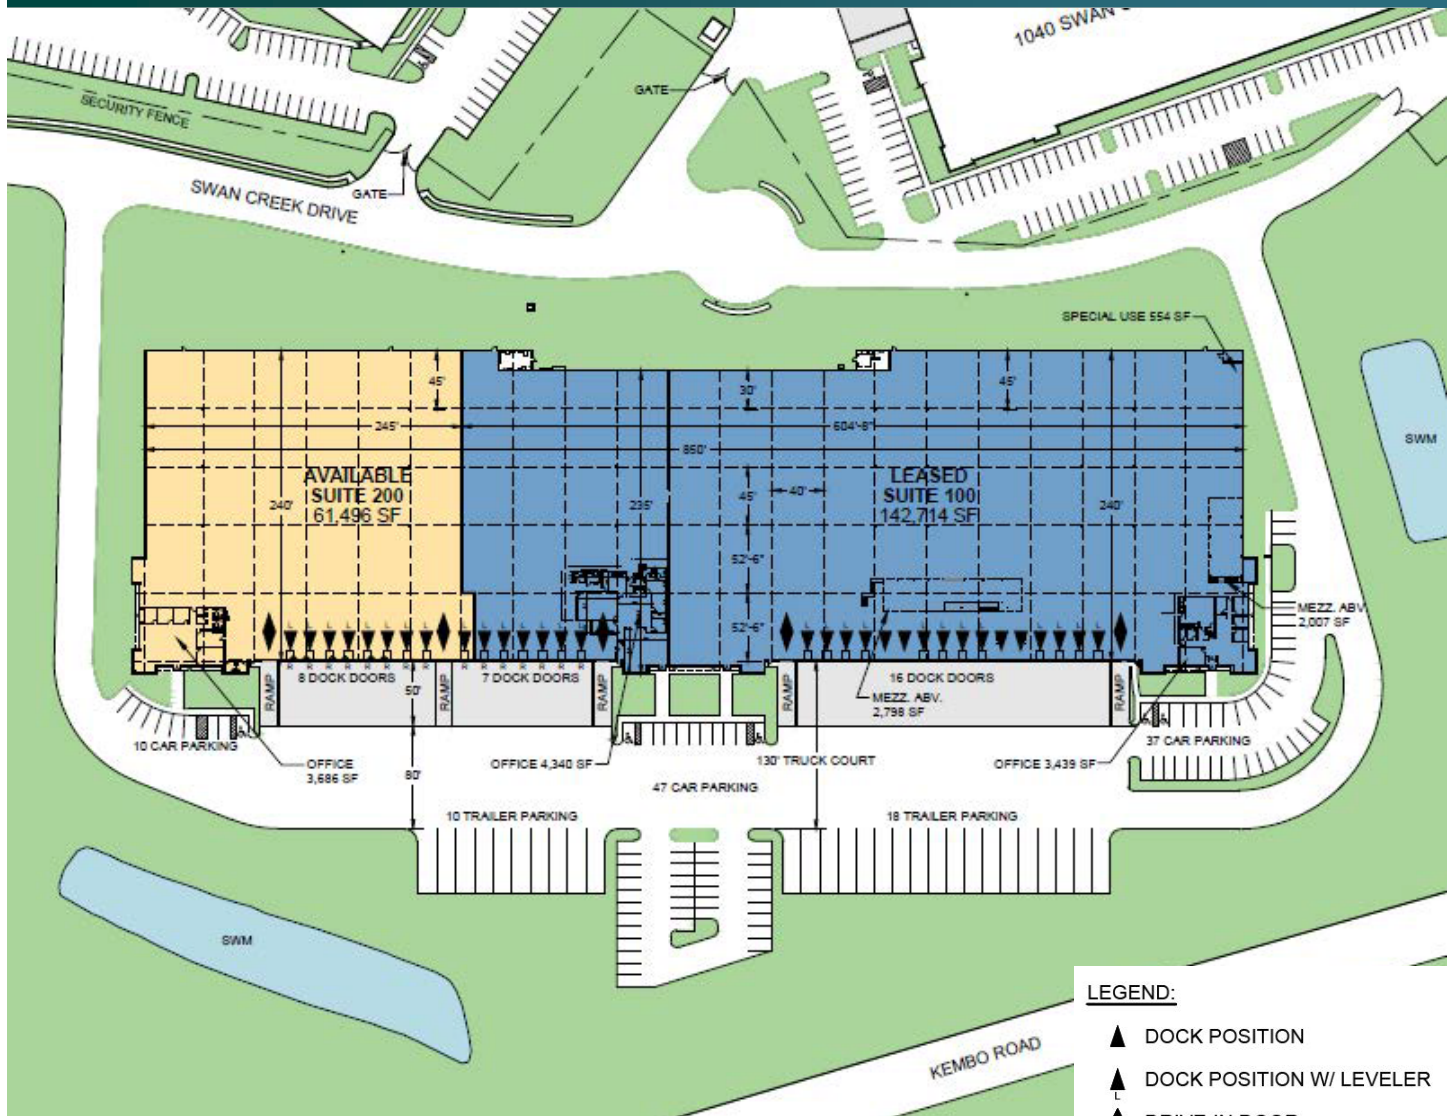 1040 SWAN
GATE
SECURITY FENCE
SWAN CREEK DRIVE
GATE
SPECIAL USE 554 SF
45'
30'
45'
245'
604'-8"
850'
SWM
AVAILABLE
SUITE 200
61,496 SF
240'
235'
45'
40'
LEASED
SUITE 100
142,714 SF
240'
52'-6"
52'-6"
MEZZ. ABV.
2,007 SF
L L L L L L L L
RAMP
8 DOCK DOORS
50'
RAMP
7 DOCK DOORS
RAMP
RAMP
16 DOCK DOORS
MEZZ. ABV.
2,798 SF
RAMP
10 CAR PARKING
OFFICE
3,686 SF
80'
OFFICE 4,340 SF
47 CAR PARKING
130' TRUCK COURT
OFFICE 3,439 SF
37 CAR PARKING
10 TRAILER PARKING
18 TRAILER PARKING
SWM
KEMBO ROAD
LEGEND:
DOCK POSITION
DOCK POSITION W/ LEVELER
L
DRIVE IN DOOR